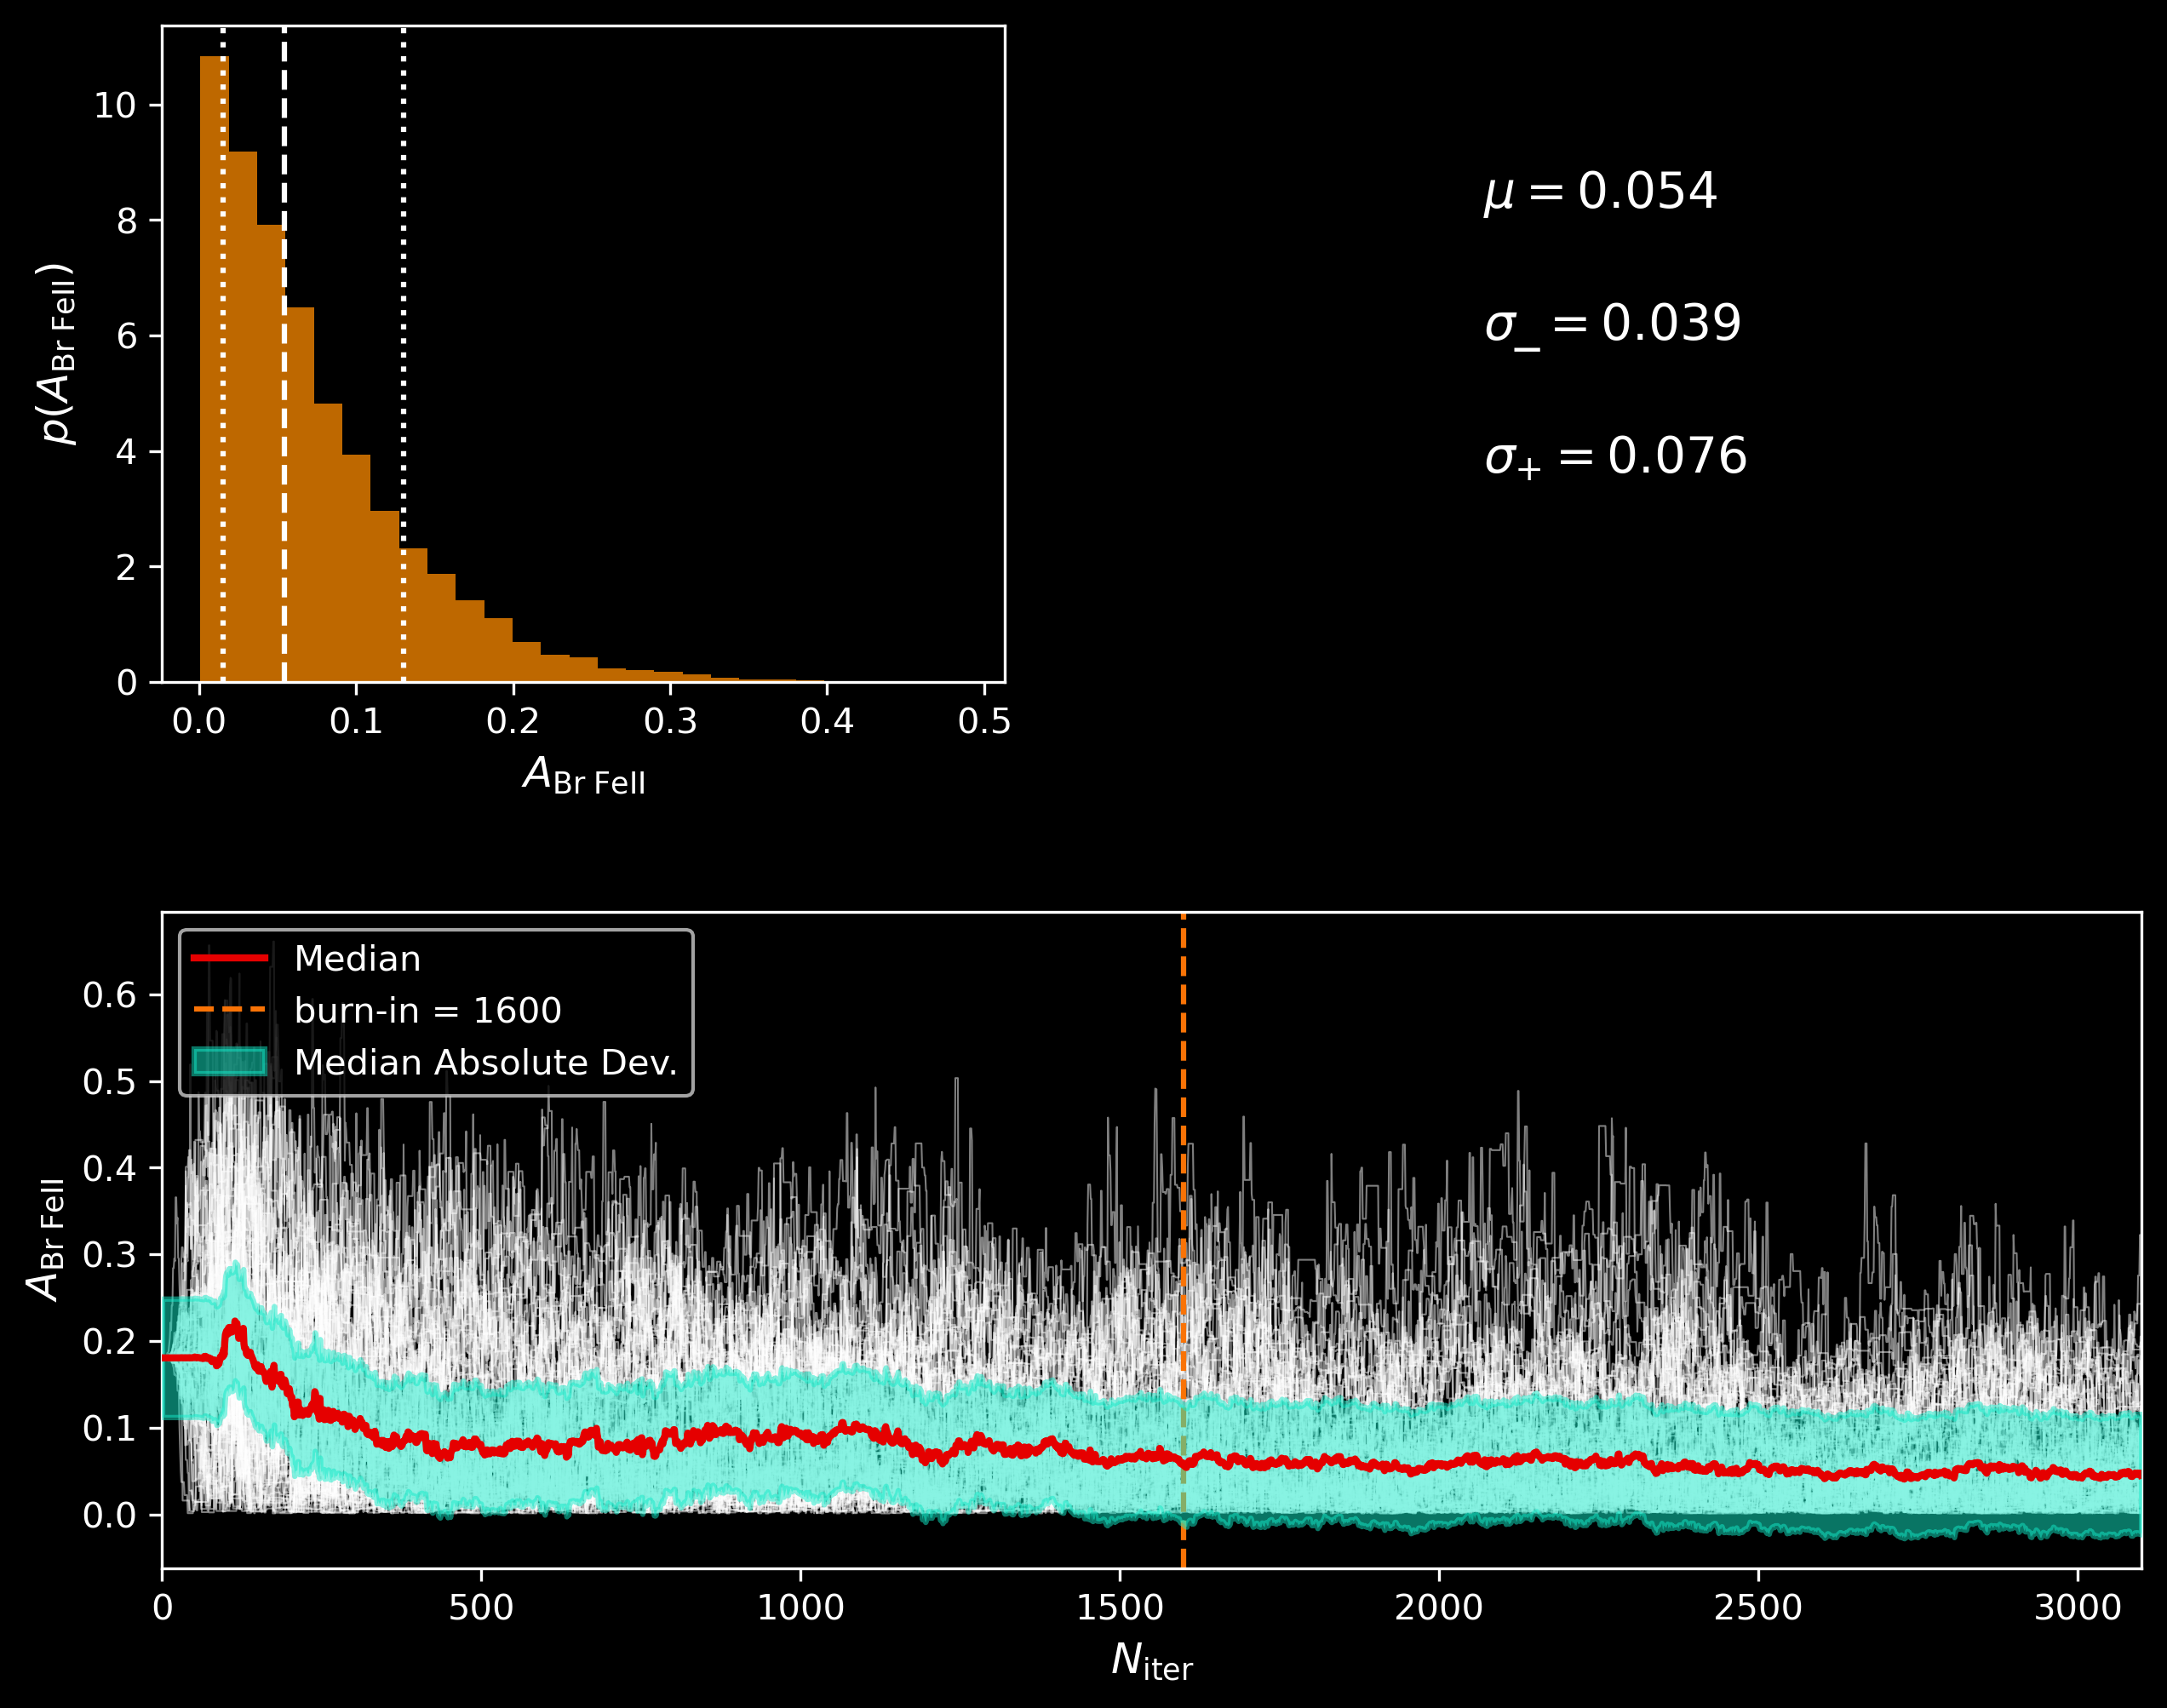 p(A_Br FeII)
10
8
6
4
2
0
0.0 0.1 0.2 0.3 0.4 0.5
A_Br FeII
μ = 0.054
σ_− = 0.039
σ_+ = 0.076
A_Br FeII
0.6
0.5
0.4
0.3
0.2
0.1
0.0
Median
burn-in = 1600
Median Absolute Dev.
0 500 1000 1500 2000 2500 3000
N_iter